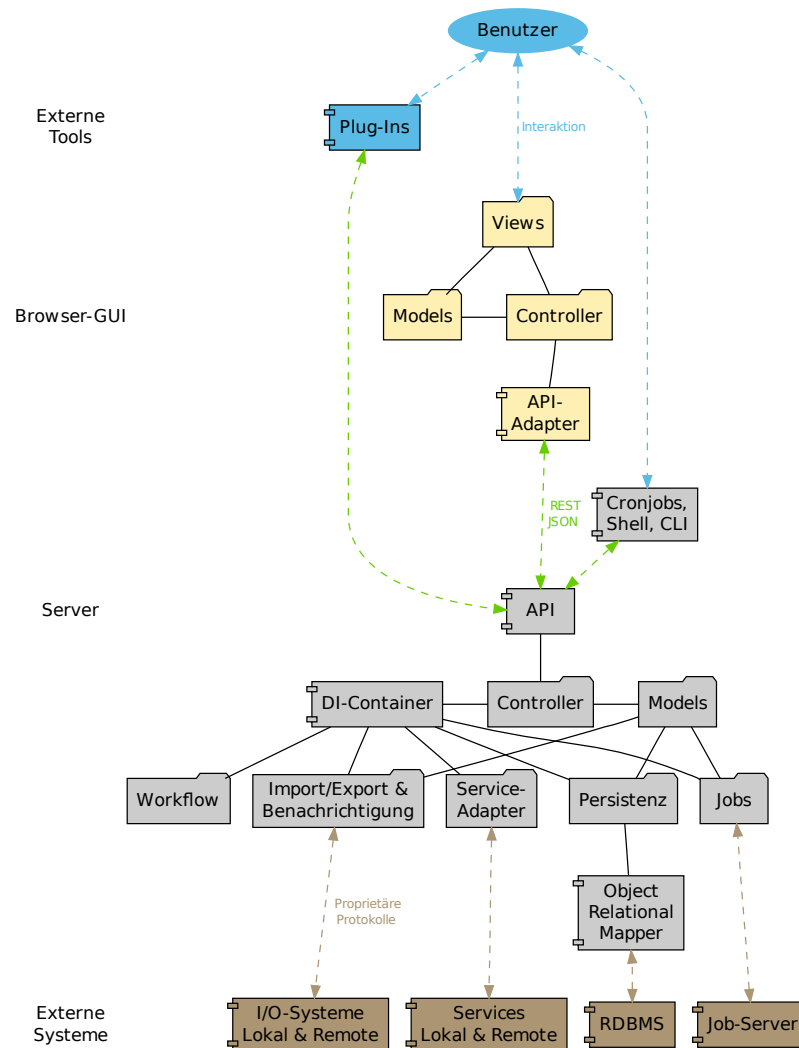 Benutzer
Externe
Tools
Plug-Ins
Interaktion
Views
Browser-GUI
Models
Controller
API-
Adapter
REST
JSON
Cronjobs,
Shell, CLI
Server
API
DI-Container
Controller
Models
Workflow
Import/Export &
Benachrichtigung
Service-
Adapter
Persistenz
Jobs
Proprietäre
Protokolle
Object
Relational
Mapper
Externe
Systeme
I/O-Systeme
Lokal & Remote
Services
Lokal & Remote
RDBMS
Job-Server